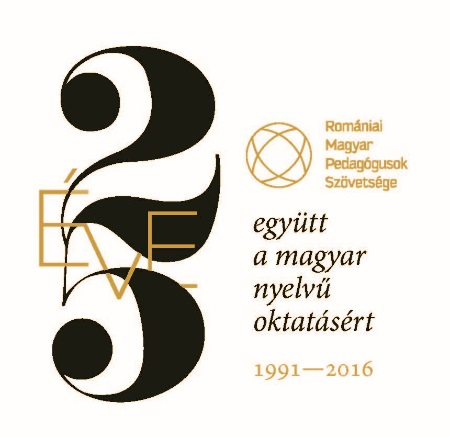 25
ÉVE
Romániai
Magyar
Pedagógusok
Szövetsége
együtt
a magyar
nyelvű
oktatásért
1991—2016